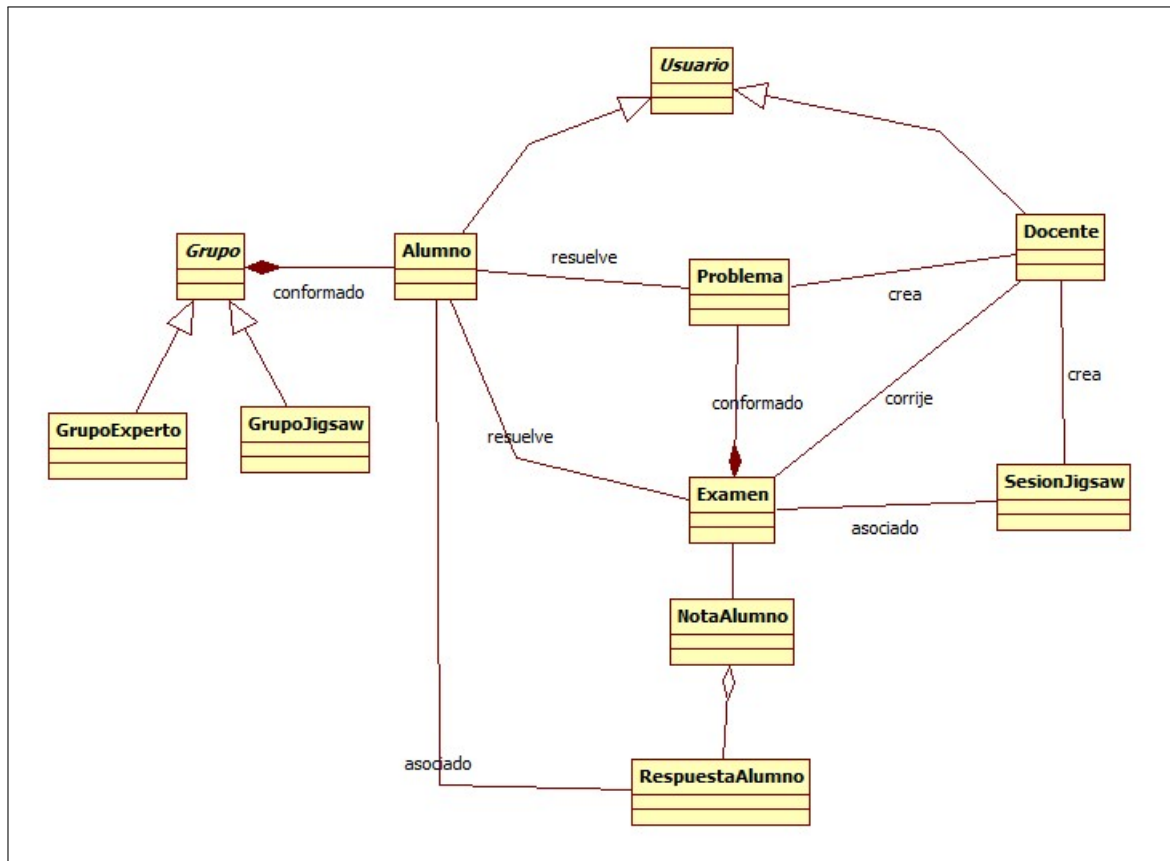 Usuario
Docente
Grupo
Alumno
resuelve
Problema
conformado
crea
crea
GrupoExperto
GrupoJigsaw
conformado
corrije
resuelve
Examen
SesionJigsaw
asociado
NotaAlumno
asociado
RespuestaAlumno